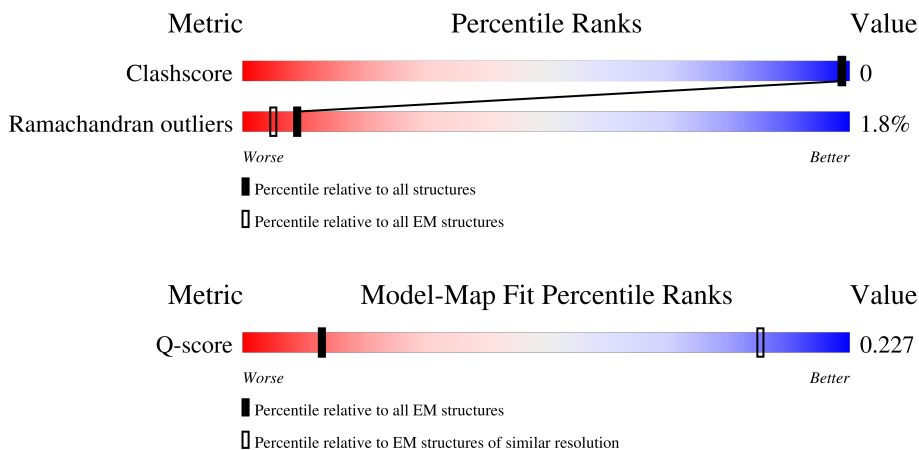 Metric Percentile Ranks Value
Clashscore 0
Ramachandran outliers 1.8%
Worse Better
Percentile relative to all structures
Percentile relative to all EM structures
Metric Model-Map Fit Percentile Ranks Value
Q-score 0.227
Worse Better
Percentile relative to all EM structures
Percentile relative to EM structures of similar resolution